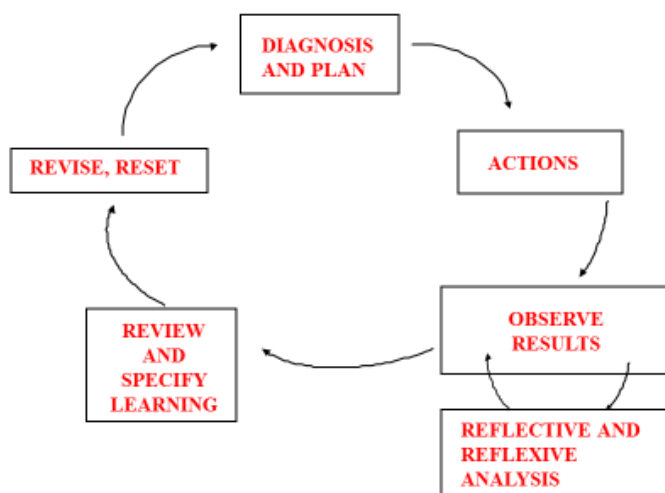 DIAGNOSIS
AND PLAN
ACTIONS
OBSERVE
RESULTS
REFLECTIVE AND
REFLEXIVE
ANALYSIS
REVIEW
AND
SPECIFY
LEARNING
REVISE, RESET